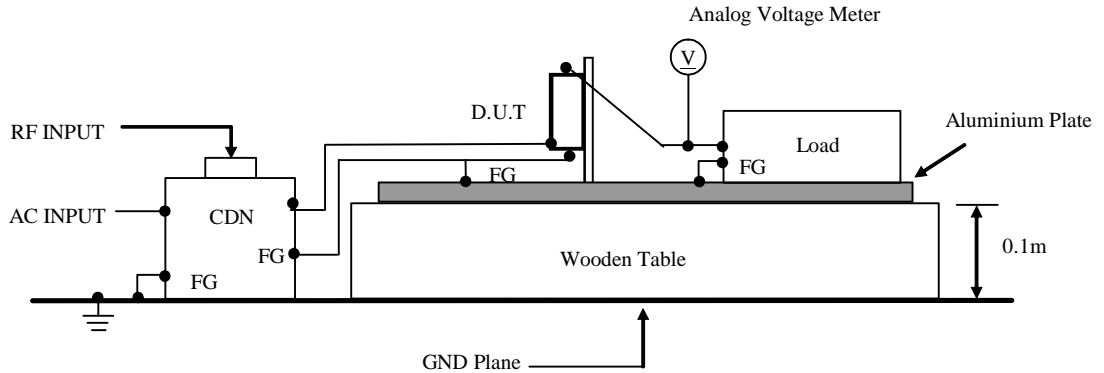 Analog Voltage Meter
V
D.U.T
RF INPUT
Load
Aluminium Plate
FG
FG
AC INPUT
CDN
FG
Wooden Table
0.1m
FG
GND Plane